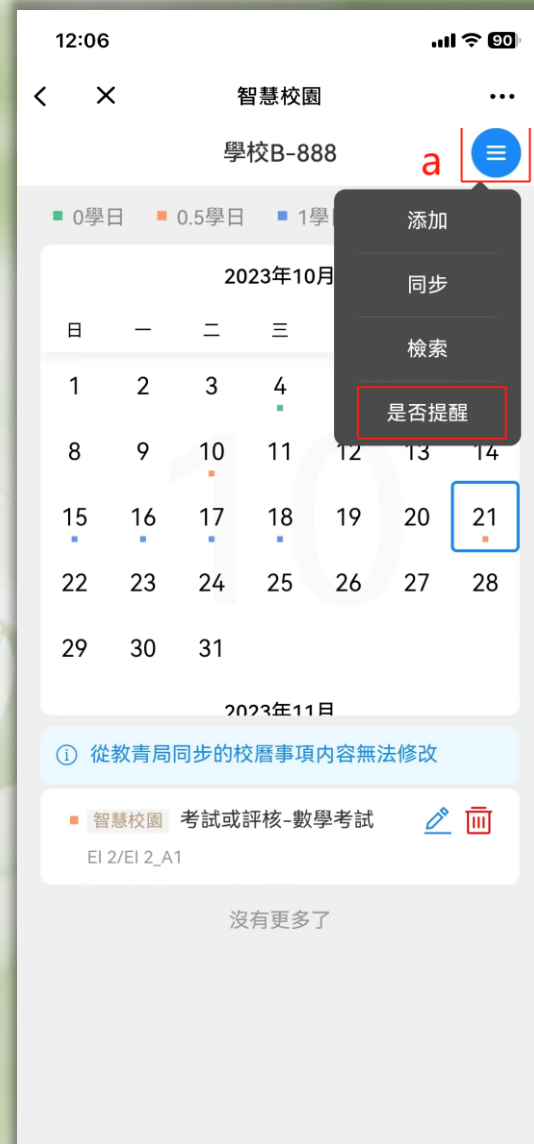 12:06 90
智慧校園
學校B-888 a
0學日 0.5學日 1學
添加
同步
檢索
是否提醒
2023年10月
日 一 二 三
1 2 3 4
8 9 10 11 12 13 14
15 16 17 18 19 20 21
22 23 24 25 26 27 28
29 30 31
10
2023年11月
從教青局同步的校曆事項內容無法修改
智慧校園 考試或評核-數學考試
EI 2/EI 2_A1
沒有更多了